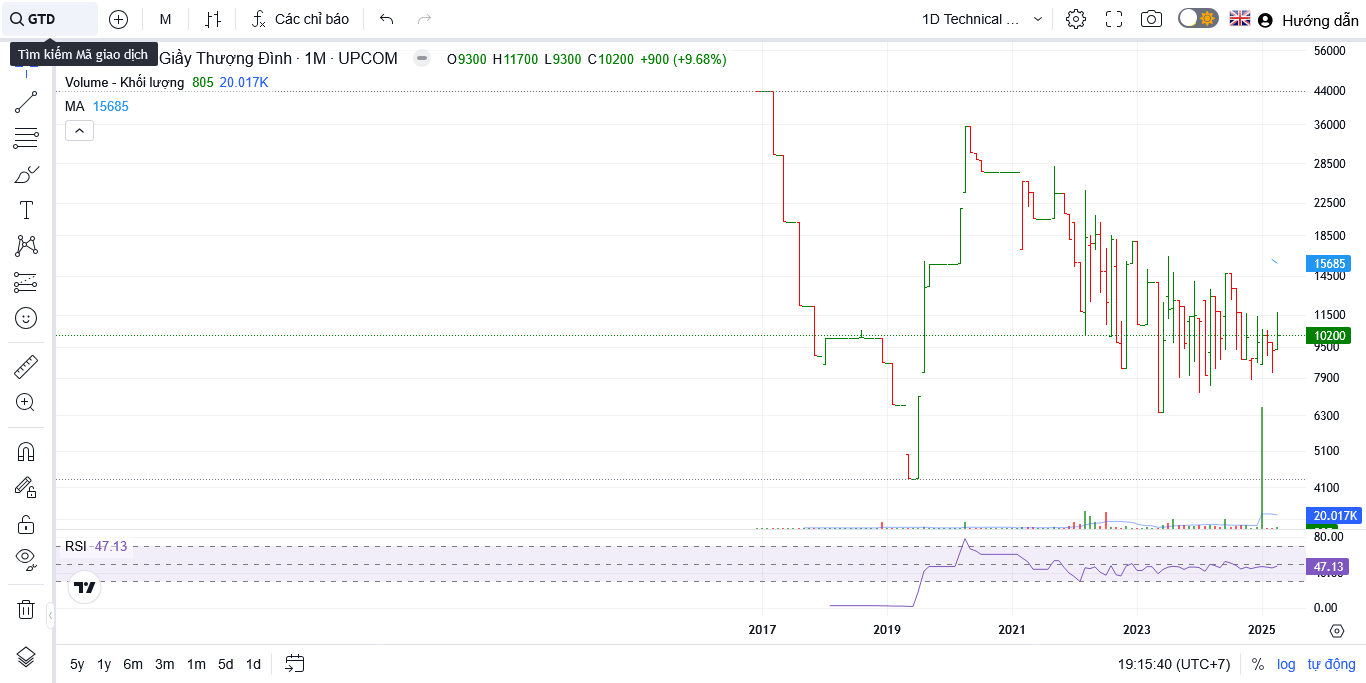 GTD
M
Các chỉ báo
1D Technical ...
Hướng dẫn
Tìm kiếm Mã giao dịch
Giầy Thượng Đình · 1M · UPCOM
O9300 H11700 L9300 C10200 +900 (+9.68%)
Volume - Khối lượng 805 20.017K
MA 15685
56000
44000
36000
28500
22500
18500
15685
14500
11500
10200
9500
7900
6300
5100
4100
20.017K
80.00
RSI 47.13
47.13
0.00
2017 2019 2021 2023 2025
5y 1y 6m 3m 1m 5d 1d
19:15:40 (UTC+7) % log tự động